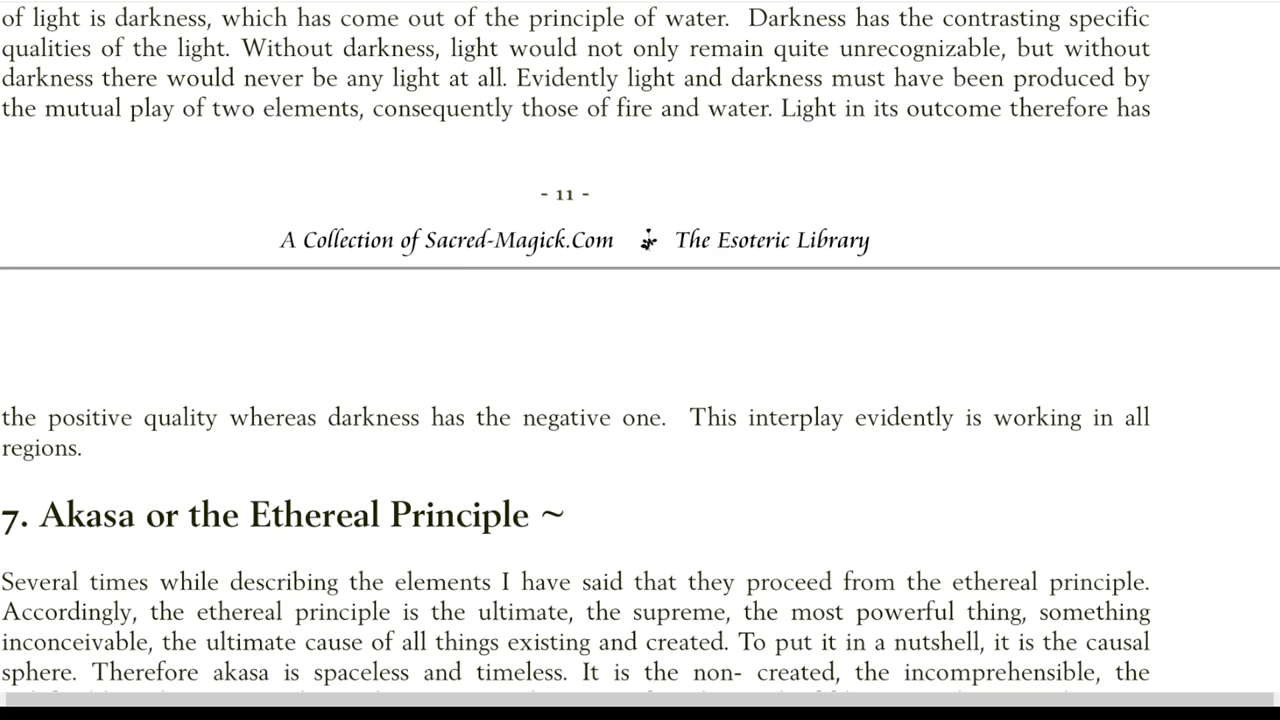 of light is darkness, which has come out of the principle of water. Darkness has the contrasting specific
qualities of the light. Without darkness, light would not only remain quite unrecognizable, but without
darkness there would never be any light at all. Evidently light and darkness must have been produced by
the mutual play of two elements, consequently those of fire and water. Light in its outcome therefore has
- 11 -
A Collection of Sacred-Magick.Com The Esoteric Library
the positive quality whereas darkness has the negative one. This interplay evidently is working in all
regions.
7. Akasa or the Ethereal Principle ~
Several times while describing the elements I have said that they proceed from the ethereal principle.
Accordingly, the ethereal principle is the ultimate, the supreme, the most powerful thing, something
inconceivable, the ultimate cause of all things existing and created. To put it in a nutshell, it is the causal
sphere. Therefore akasa is spaceless and timeless. It is the non- created, the incomprehensible, the